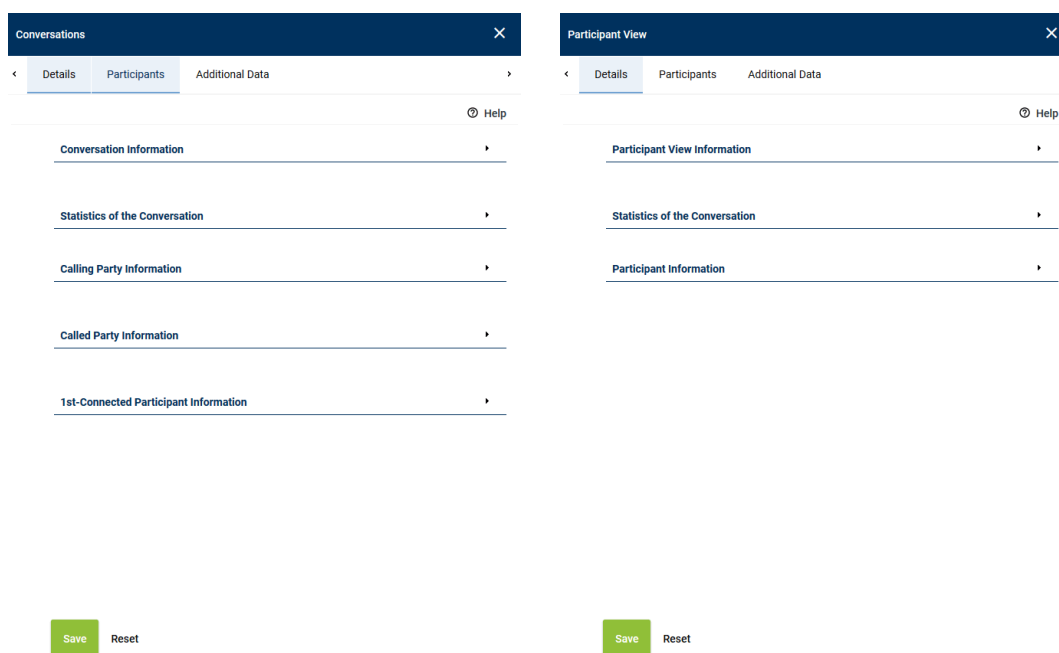 Conversations
Details Participants Additional Data
Help
Conversation Information
Statistics of the Conversation
Calling Party Information
Called Party Information
1st-Connected Participant Information
Save Reset
Participant View
Details Participants Additional Data
Help
Participant View Information
Statistics of the Conversation
Participant Information
Save Reset